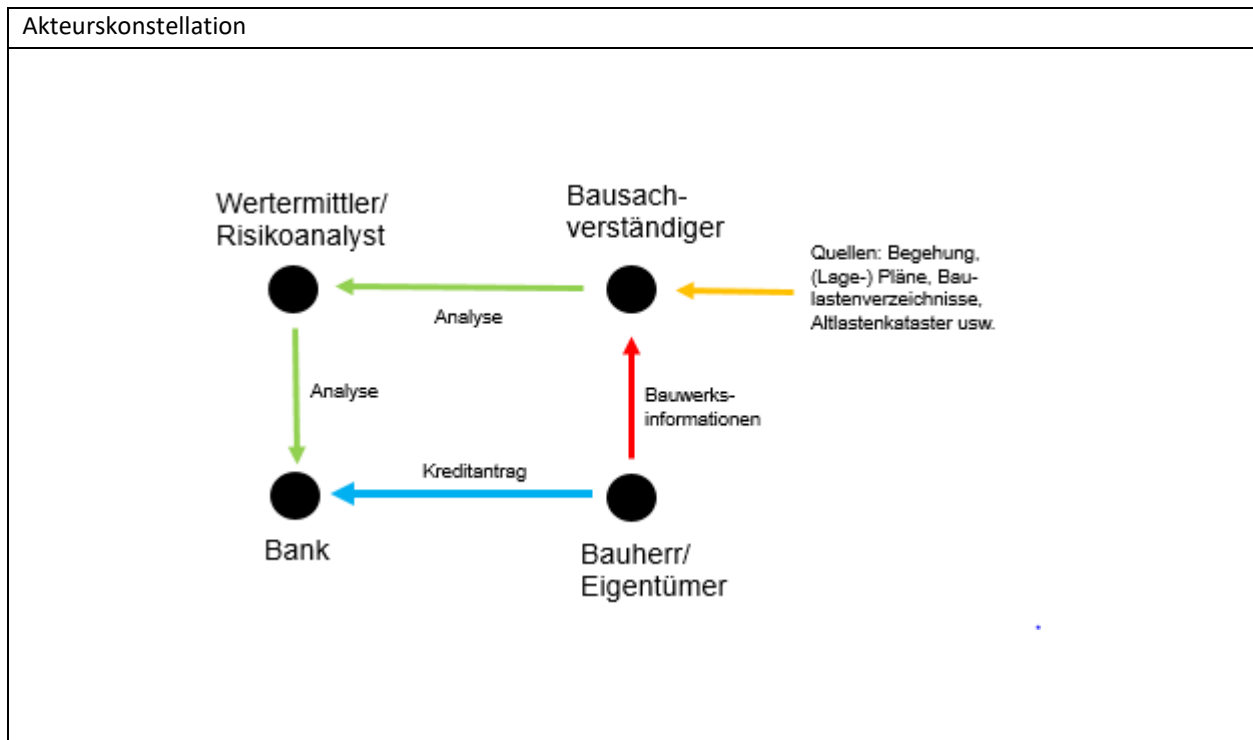 Akteurskonstellation
Wertermittler/
Risikoanalyst
Bausach-
verständiger
Quellen: Begehung,
(Lage-) Pläne, Bau-
lastenverzeichnisse,
Altlastenkataster usw.
Analyse
Analyse
Bauwerks-
informationen
Kreditantrag
Bank
Bauherr/
Eigentümer